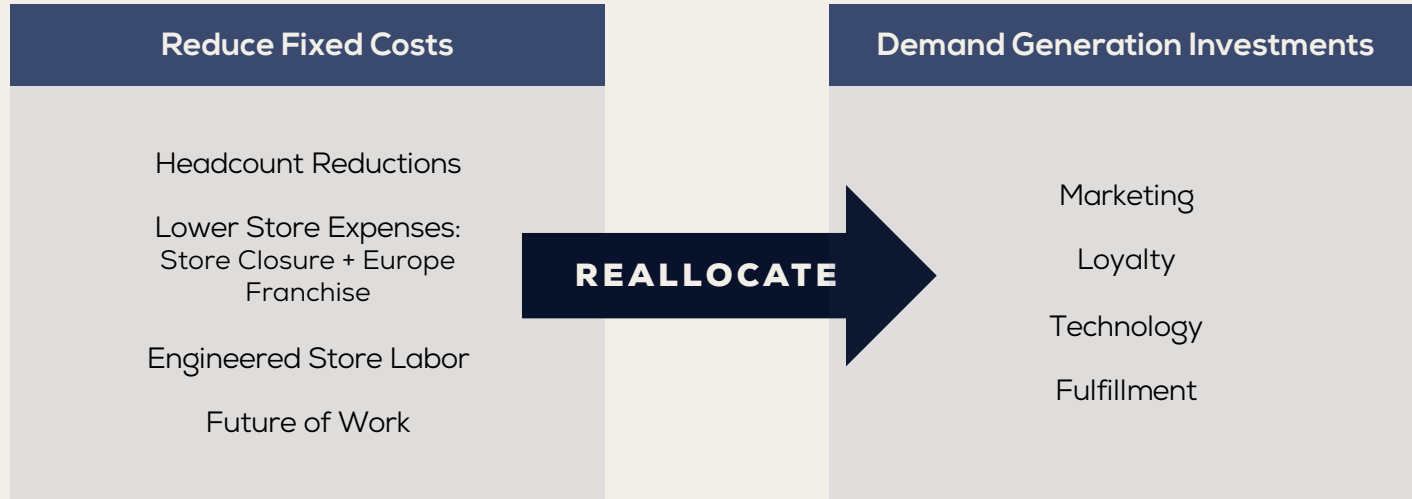 Reduce Fixed Costs
Headcount Reductions
Lower Store Expenses:
Store Closure + Europe
Franchise
Engineered Store Labor
Future of Work
REALLOCATE
Demand Generation Investments
Marketing
Loyalty
Technology
Fulfillment